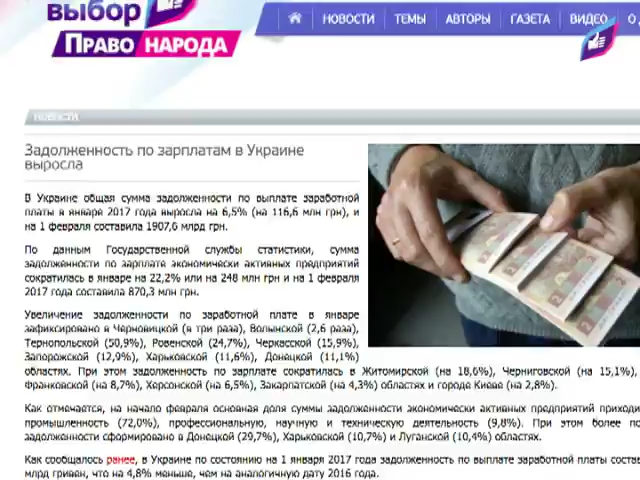 выбор
ПРАВО НАРОДА
НОВОСТИ
ТЕМЫ
АВТОРЫ
ГАЗЕТА
ВИДЕО
О
НОВОСТИ
Задолженность по зарплатам в Украине
выросла
В Украине общая сумма задолженности по выплате заработной
платы в январе 2017 года выросла на 6,5% (на 116,6 млн грн), и
на 1 февраля составила 1907,6 млрд грн.
По данным Государственной службы статистики, сумма
задолженности по зарплате экономически активных предприятий
сократилась в январе на 22,2% или на 248 млн грн и на 1 февраля
2017 года составила 870,3 млн грн.
Увеличение задолженности по заработной плате в январе
зафиксировано в Черновицкой (в три раза), Волынской (2,6 раза),
Тернопольской (50,9%), Ровенской (24,7%), Черкасской (15,9%),
Запорожской (12,9%), Харьковской (11,6%), Донецкой (11,1%)
областях. При этом задолженность по зарплате сократилась в Житомирской (на 18,6%), Черниговской (на 15,1%),
Франковской (на 8,7%), Херсонской (на 6,5%), Закарпатской (на 4,3%) областях и городе Киеве (на 2,8%).
Как отмечается, на начало февраля основная доля суммы задолженности экономически активных предприятий приходи
промышленность (72,0%), профессиональную, научную и техническую деятельность (9,8%). При этом более по
задолженности сформировано в Донецкой (29,7%), Харьковской (10,7%) и Луганской (10,4%) областях.
Как сообщалось ранее, в Украине по состоянию на 1 января 2017 года задолженность по выплате заработной платы соста
млрд гривен, что на 4,8% меньше, чем на аналогичную дату 2016 года.